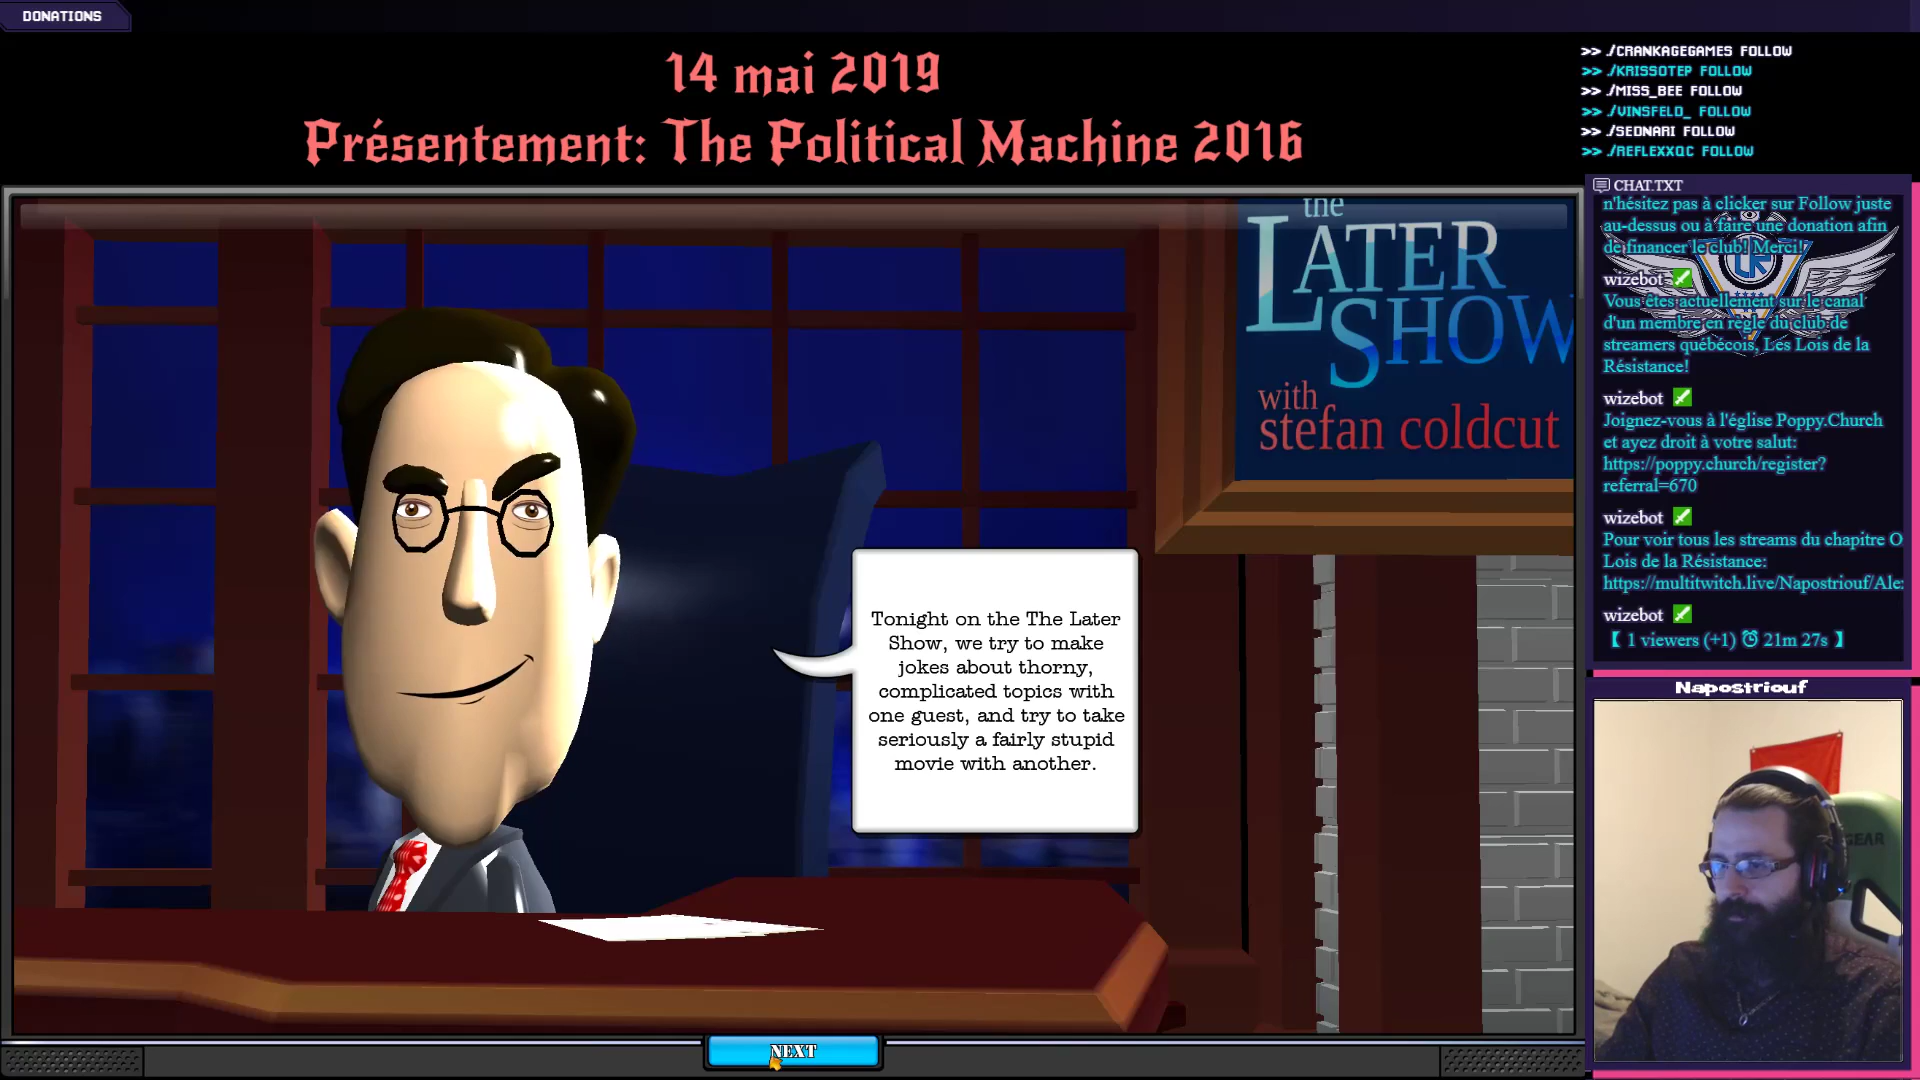 DONATIONS
14 mai 2019
Présentement: The Political Machine 2016
>> ./CRANKAGEGAMES FOLLOW
>> ./KRISSOTEP FOLLOW
>> ./MISS_BEE FOLLOW
>> ./VINSFELD_ FOLLOW
>> ./SEDNARI FOLLOW
>> ./REFLEXXQC FOLLOW
the
LATER
SHOW
with
stefan coldcut
Tonight on the The Later
Show, we try to make
jokes about thorny,
complicated topics with
one guest, and try to take
seriously a fairly stupid
movie with another.
NEXT
CHAT.TXT
n'hésitez pas à clicker sur Follow juste
au-dessus ou à faire une donation afin
de financer le club! Merci!
wizebot
Vous êtes actuellement sur le canal
d'un membre en règle du club de
streamers québécois, Les Lois de la
Résistance!
wizebot
Joignez-vous à l'église Poppy.Church
et ayez droit à votre salut:
https://poppy.church/register?
referral=670
wizebot
Pour voir tous les streams du chapitre O
Lois de la Résistance:
https://multitwitch.live/Napostriouf/Ale
wizebot
【 1 viewers (+1) ⏰ 21m 27s 】
Napostriouf
GEAR